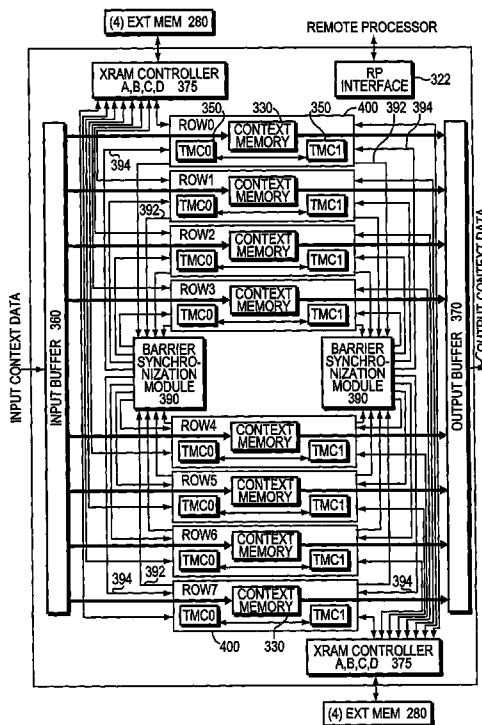 (4) EXT MEM 280
REMOTE PROCESSOR
XRAM CONTROLLER
A,B,C,D 375
RP
INTERFACE
322
350
330
350
400
392
394
ROW0
CONTEXT
MEMORY
TMC0
TMC1
394
ROW1
CONTEXT
MEMORY
TMC0
TMC1
392
ROW2
CONTEXT
MEMORY
TMC0
TMC1
ROW3
CONTEXT
MEMORY
TMC0
TMC1
INPUT CONTEXT DATA
INPUT BUFFER 360
BARRIER
SYNCHRO-
NIZATION
MODULE
390
BARRIER
SYNCHRO-
NIZATION
MODULE
390
OUTPUT BUFFER 370
OUTPUT CONTEXT DATA
ROW4
CONTEXT
MEMORY
TMC0
TMC1
ROW5
CONTEXT
MEMORY
TMC0
TMC1
ROW6
CONTEXT
MEMORY
TMC0
TMC1
394
392
394
ROW7
CONTEXT
MEMORY
TMC0
TMC1
400
330
XRAM CONTROLLER
A,B,C,D 375
(4) EXT MEM 280